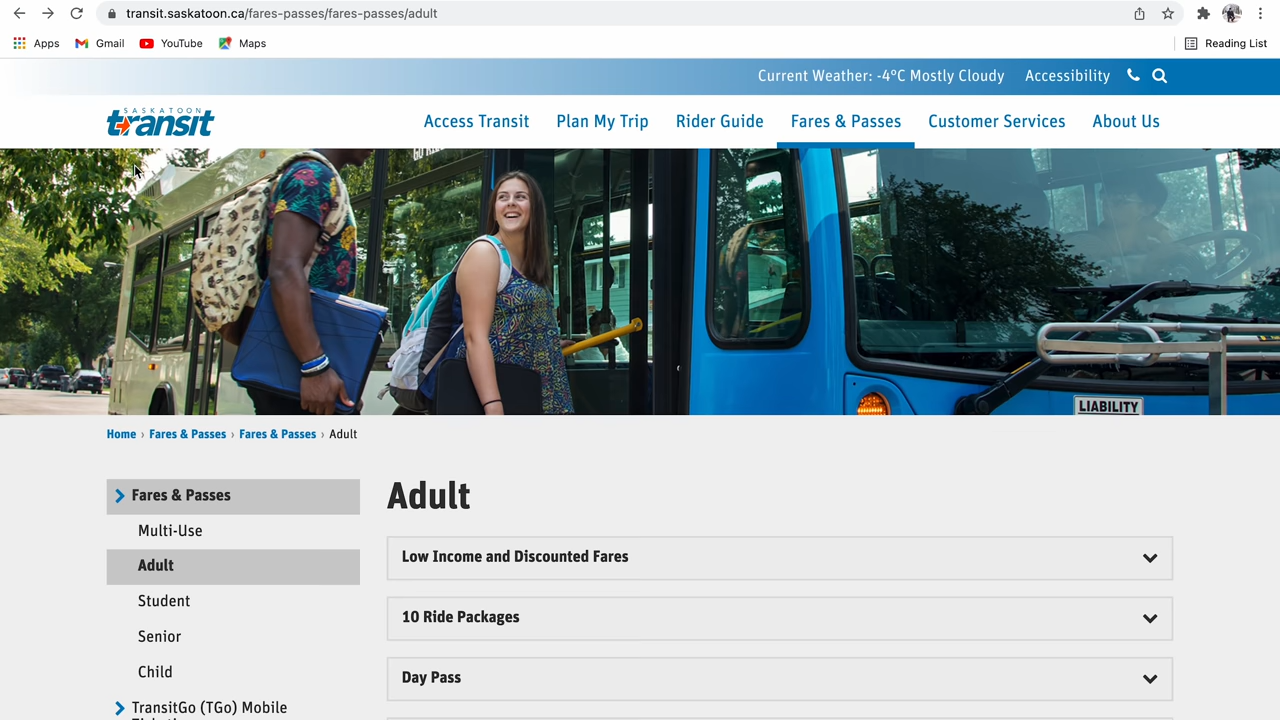 transit.saskatoon.ca/fares-passes/fares-passes/adult
Apps Gmail YouTube Maps Reading List
Current Weather: -4°C Mostly Cloudy Accessibility
SASKATOON
transit
Access Transit Plan My Trip Rider Guide Fares & Passes Customer Services About Us
LIABILITY
Home › Fares & Passes › Fares & Passes › Adult
Fares & Passes
Multi-Use
Adult
Student
Senior
Child
TransitGo (TGo) Mobile
Adult
Low Income and Discounted Fares
10 Ride Packages
Day Pass